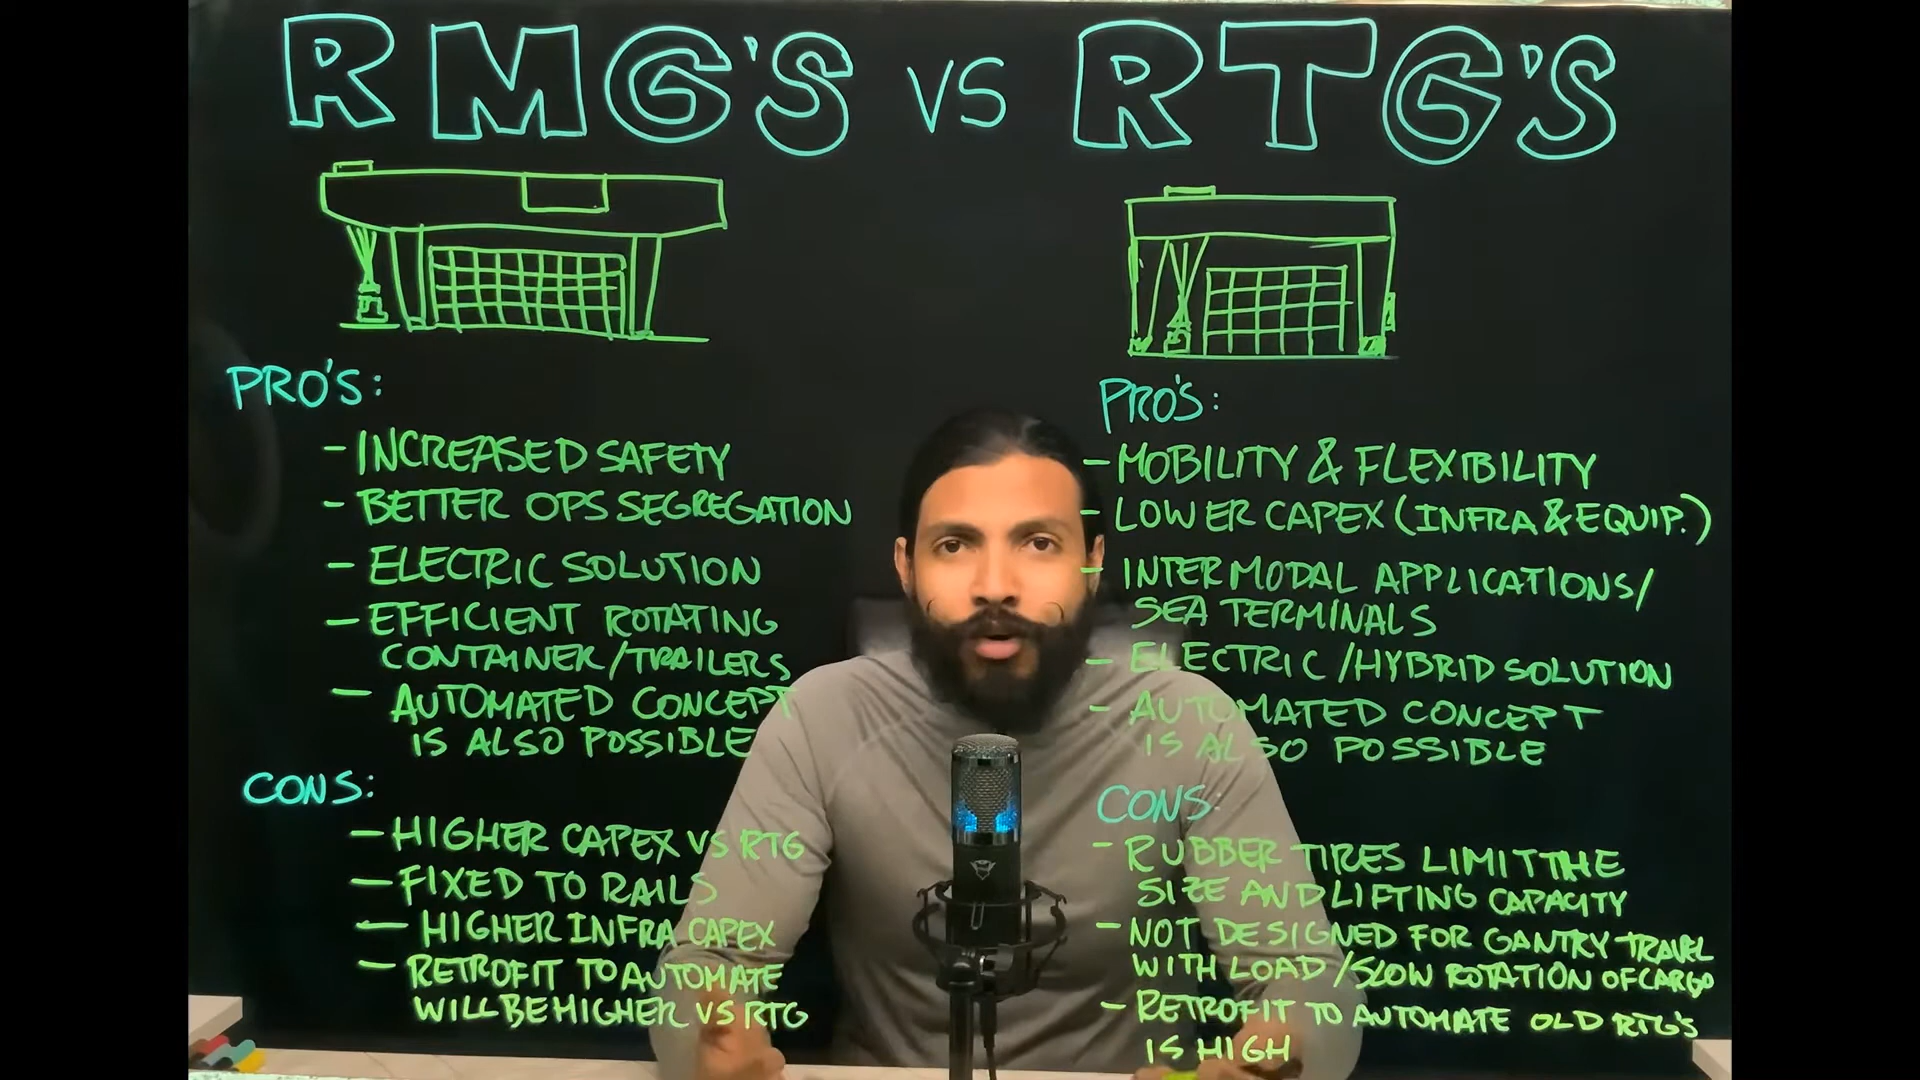 RMG'S VS RTG'S
PRO'S:
- INCREASED SAFETY
- BETTER OPS SEGREGATION
- ELECTRIC SOLUTION
- EFFICIENT ROTATING
CONTAINER/TRAILERS
- AUTOMATED CONCEPT
IS ALSO POSSIBLE
CONS:
- HIGHER CAPEX VS RTG
- FIXED TO RAILS
- HIGHER INFRA CAPEX
- RETROFIT TO AUTOMATE
WILL BE HIGHER VS RTG
PRO'S:
- MOBILITY & FLEXIBILITY
- LOWER CAPEX (INFRA & EQUIP.)
- INTERMODAL APPLICATIONS/
SEA TERMINALS
- ELECTRIC/HYBRID SOLUTION
- AUTOMATED CONCEPT
IS ALSO POSSIBLE
CONS:
- RUBBER TIRES LIMIT THE
SIZE AND LIFTING CAPACITY
- NOT DESIGNED FOR GANTRY TRAVEL
WITH LOAD/SLOW ROTATION OF CARGO
- RETROFIT TO AUTOMATE OLD RTG'S
IS HIGH